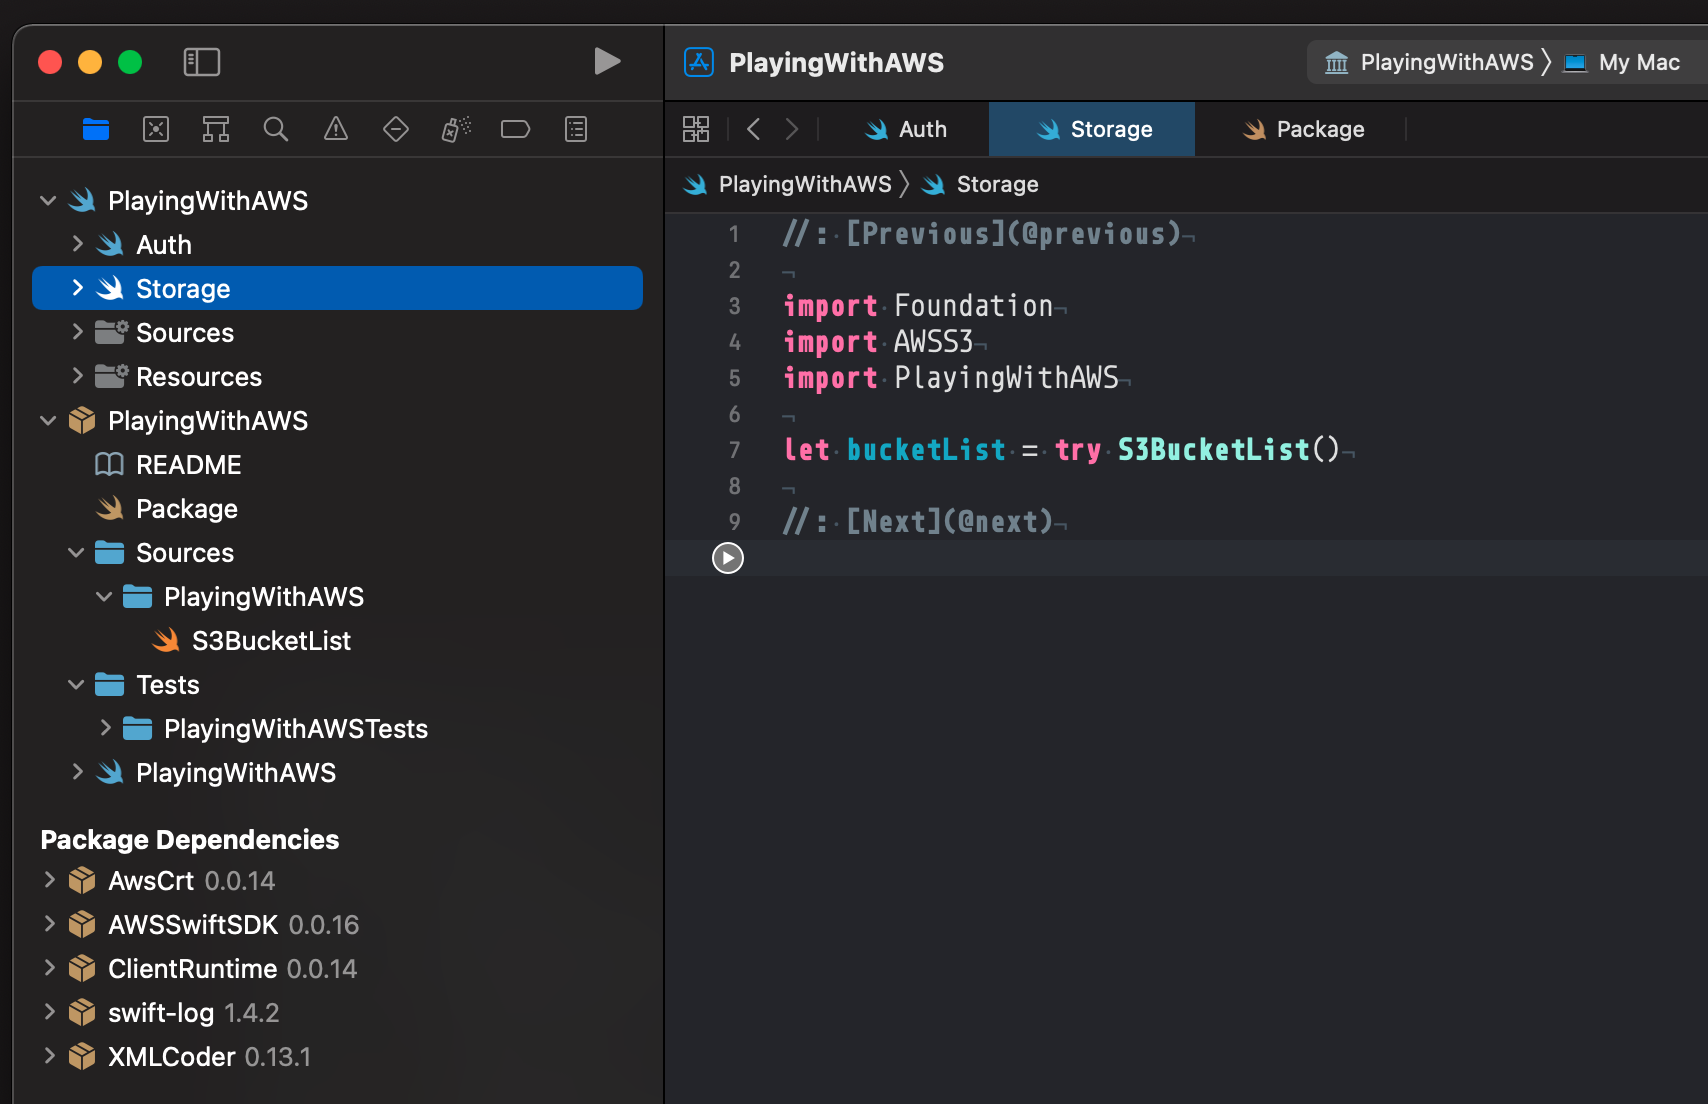 PlayingWithAWS
PlayingWithAWS
My Mac
Auth
Storage
Package
PlayingWithAWS
Storage
PlayingWithAWS
Auth
Storage
Sources
Resources
PlayingWithAWS
README
Package
Sources
PlayingWithAWS
S3BucketList
Tests
PlayingWithAWSTests
PlayingWithAWS
Package Dependencies
AwsCrt 0.0.14
AWSSwiftSDK 0.0.16
ClientRuntime 0.0.14
swift-log 1.4.2
XMLCoder 0.13.1
1 //: [Previous](@previous)
2
3 import Foundation
4 import AWSS3
5 import PlayingWithAWS
6
7 let bucketList = try S3BucketList()
8
9 //: [Next](@next)